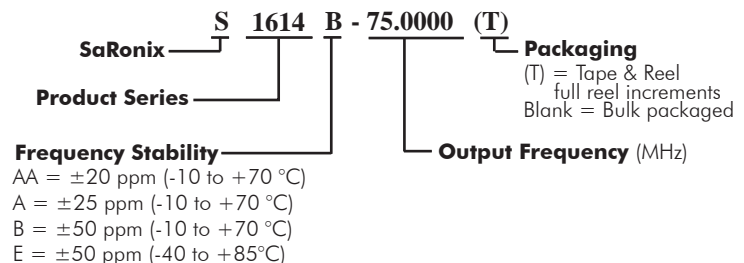 S 1614 B - 75.0000 (T)
SaRonix
Packaging
(T) = Tape & Reel
full reel increments
Blank = Bulk packaged
Product Series
Frequency Stability
Output Frequency (MHz)
AA = ±20 ppm (-10 to +70 °C)
A = ±25 ppm (-10 to +70 °C)
B = ±50 ppm (-10 to +70 °C)
E = ±50 ppm (-40 to +85°C)